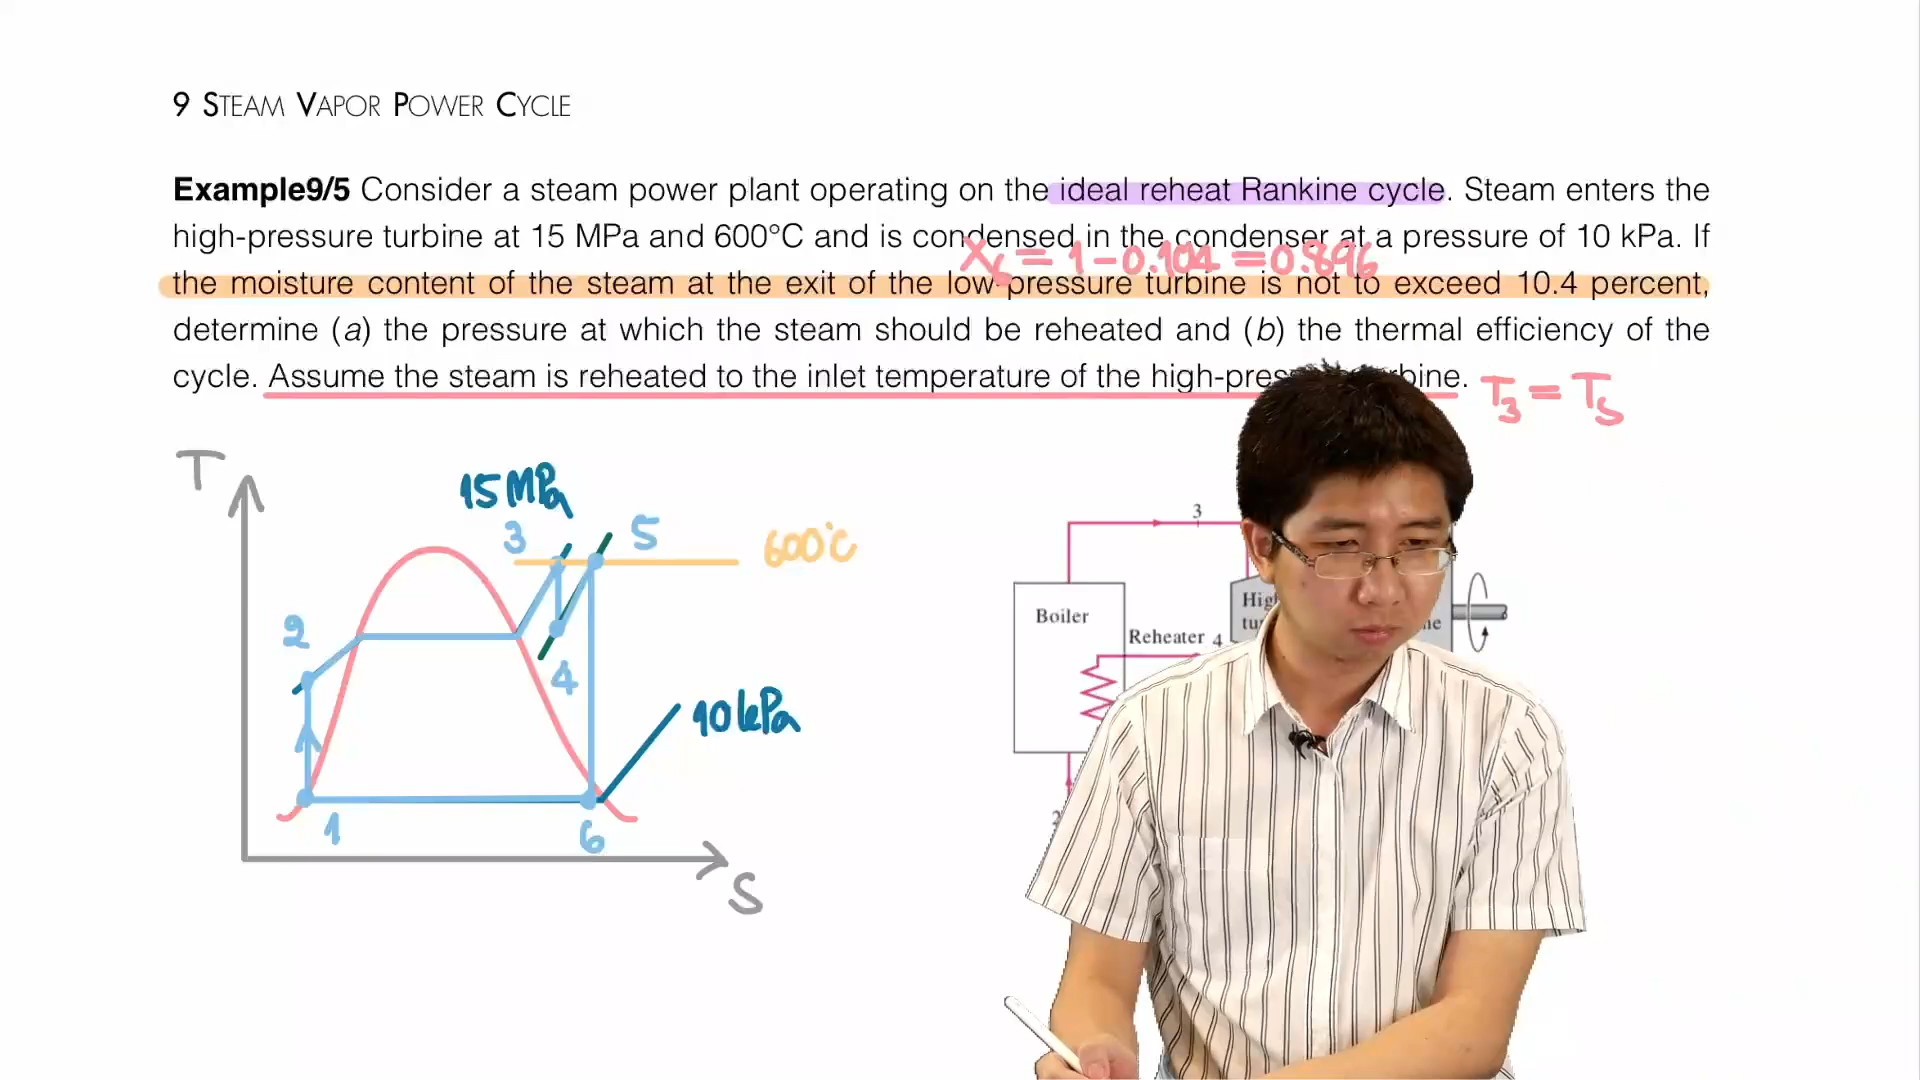 9 STEAM VAPOR POWER CYCLE
Example9/5 Consider a steam power plant operating on the ideal reheat Rankine cycle. Steam enters the
high-pressure turbine at 15 MPa and 600°C and is condensed in the condenser at a pressure of 10 kPa. If
X6 = 1-0.104 = 0.896
the moisture content of the steam at the exit of the low-pressure turbine is not to exceed 10.4 percent,
determine (a) the pressure at which the steam should be reheated and (b) the thermal efficiency of the
cycle. Assume the steam is reheated to the inlet temperature of the high-
T3 = T5
T
15 MPa
3
5
600°C
2
4
10 kPa
1
6
S
3
Boiler
Reheater 4
2